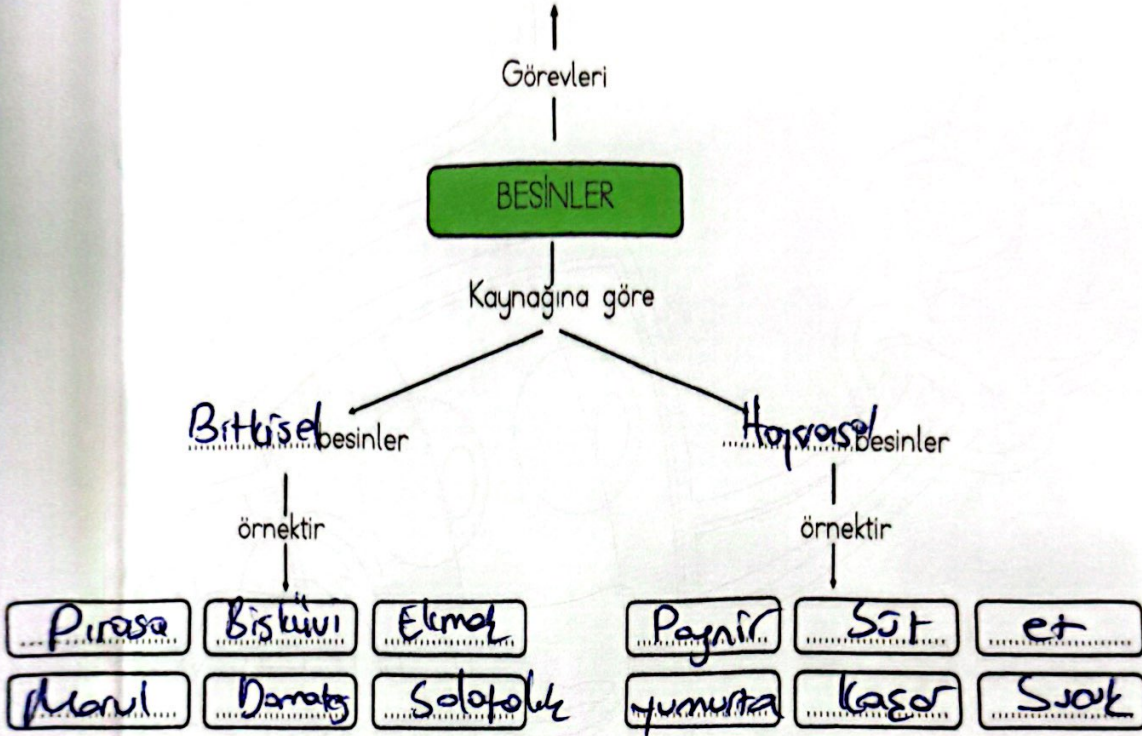 Görevleri
BESİNLER
Kaynağına göre
Bitkisel besinler
Hayvasal besinler
örnektir
örnektir
Pırasa Bisküvi Ekmek Paynir Süt et
Marul Domates Salatalık yumurta Kaşar Sucuk